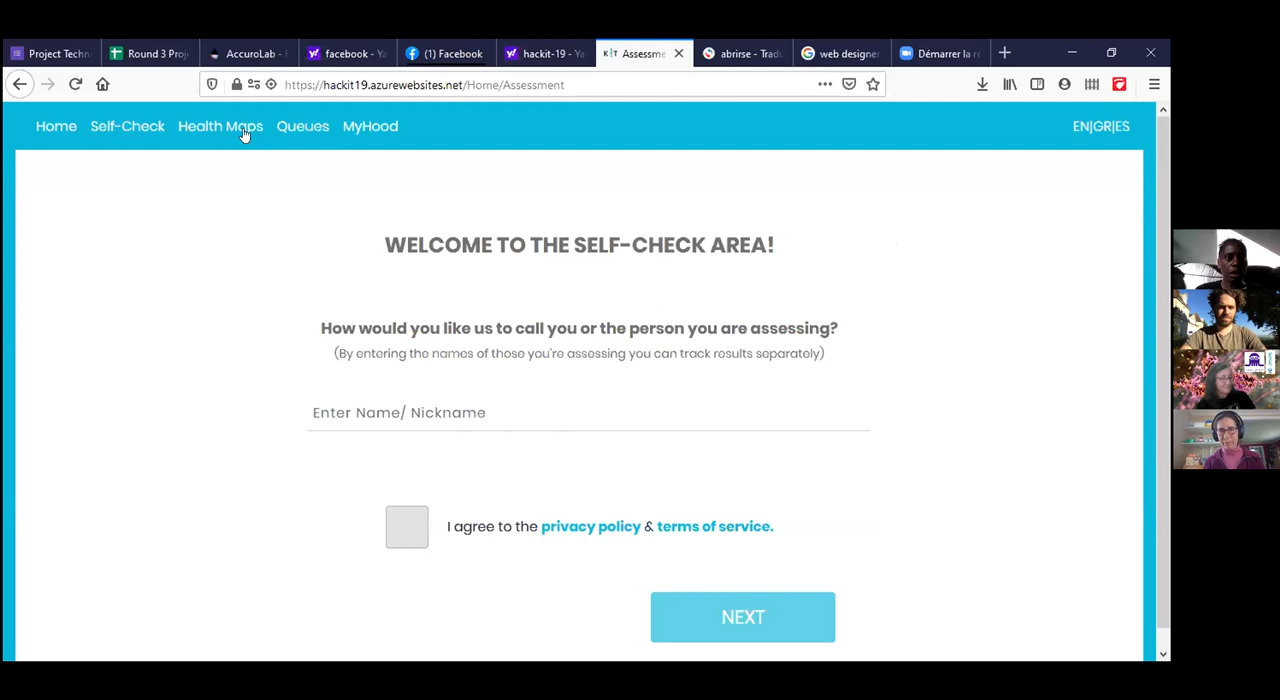 Project Techn
Round 3 Proj
AccuroLab -
facebook - Ya
(1) Facebook
hackit-19 - Ya
Assessme
abrirse - Tradu
web designer
Démarrer la ré
https://hackit19.azurewebsites.net/Home/Assessment
Home Self-Check Health Maps Queues MyHood EN|GR|ES
WELCOME TO THE SELF-CHECK AREA!
How would you like us to call you or the person you are assessing?
(By entering the names of those you're assessing you can track results separately)
Enter Name/ Nickname
I agree to the privacy policy & terms of service.
NEXT